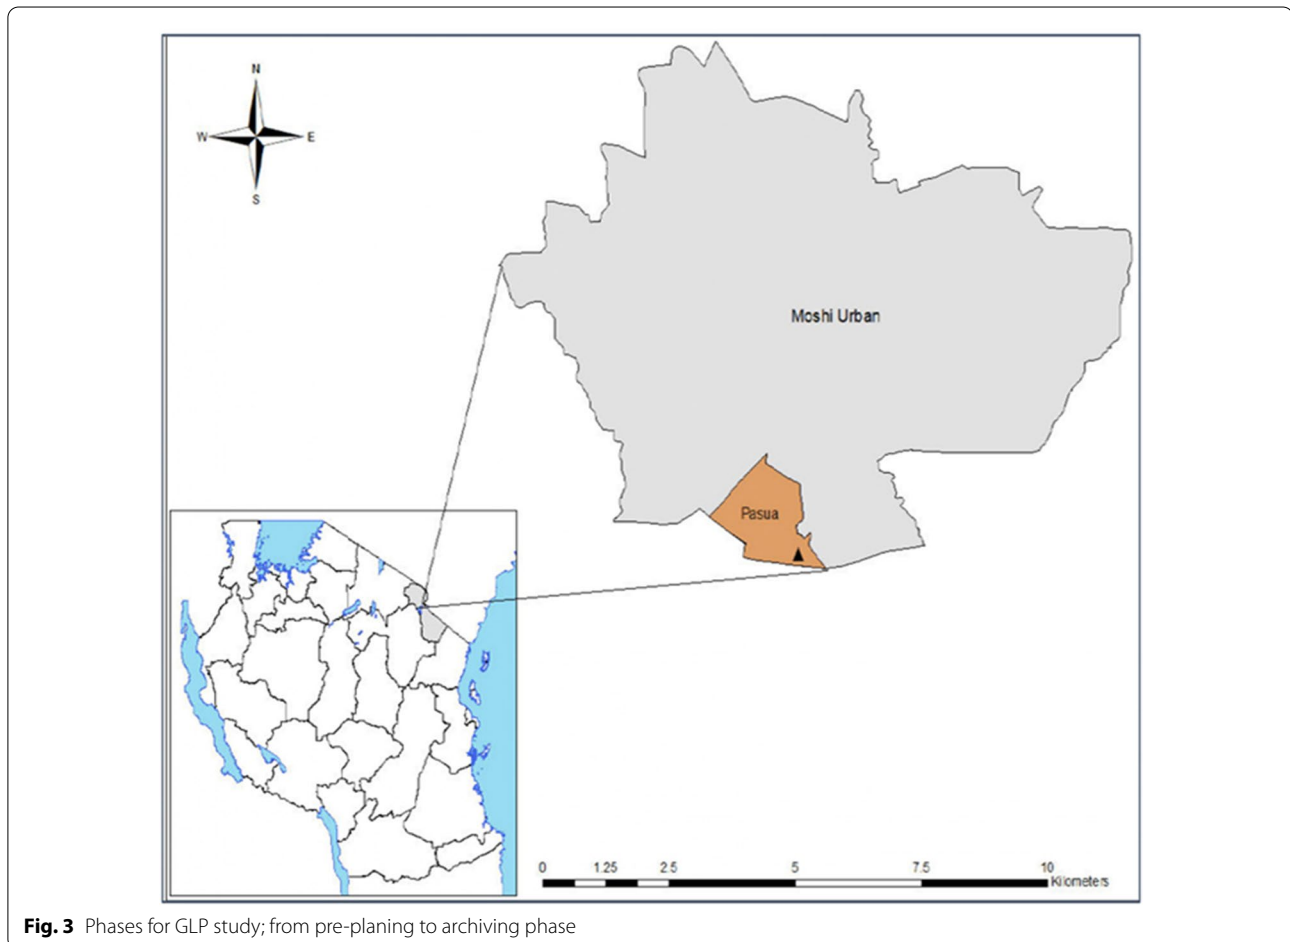 N
W E
S
Moshi Urban
Pasua
0 1.25 2.5 5 7.5 10
Kilometers
Fig. 3 Phases for GLP study; from pre-planing to archiving phase